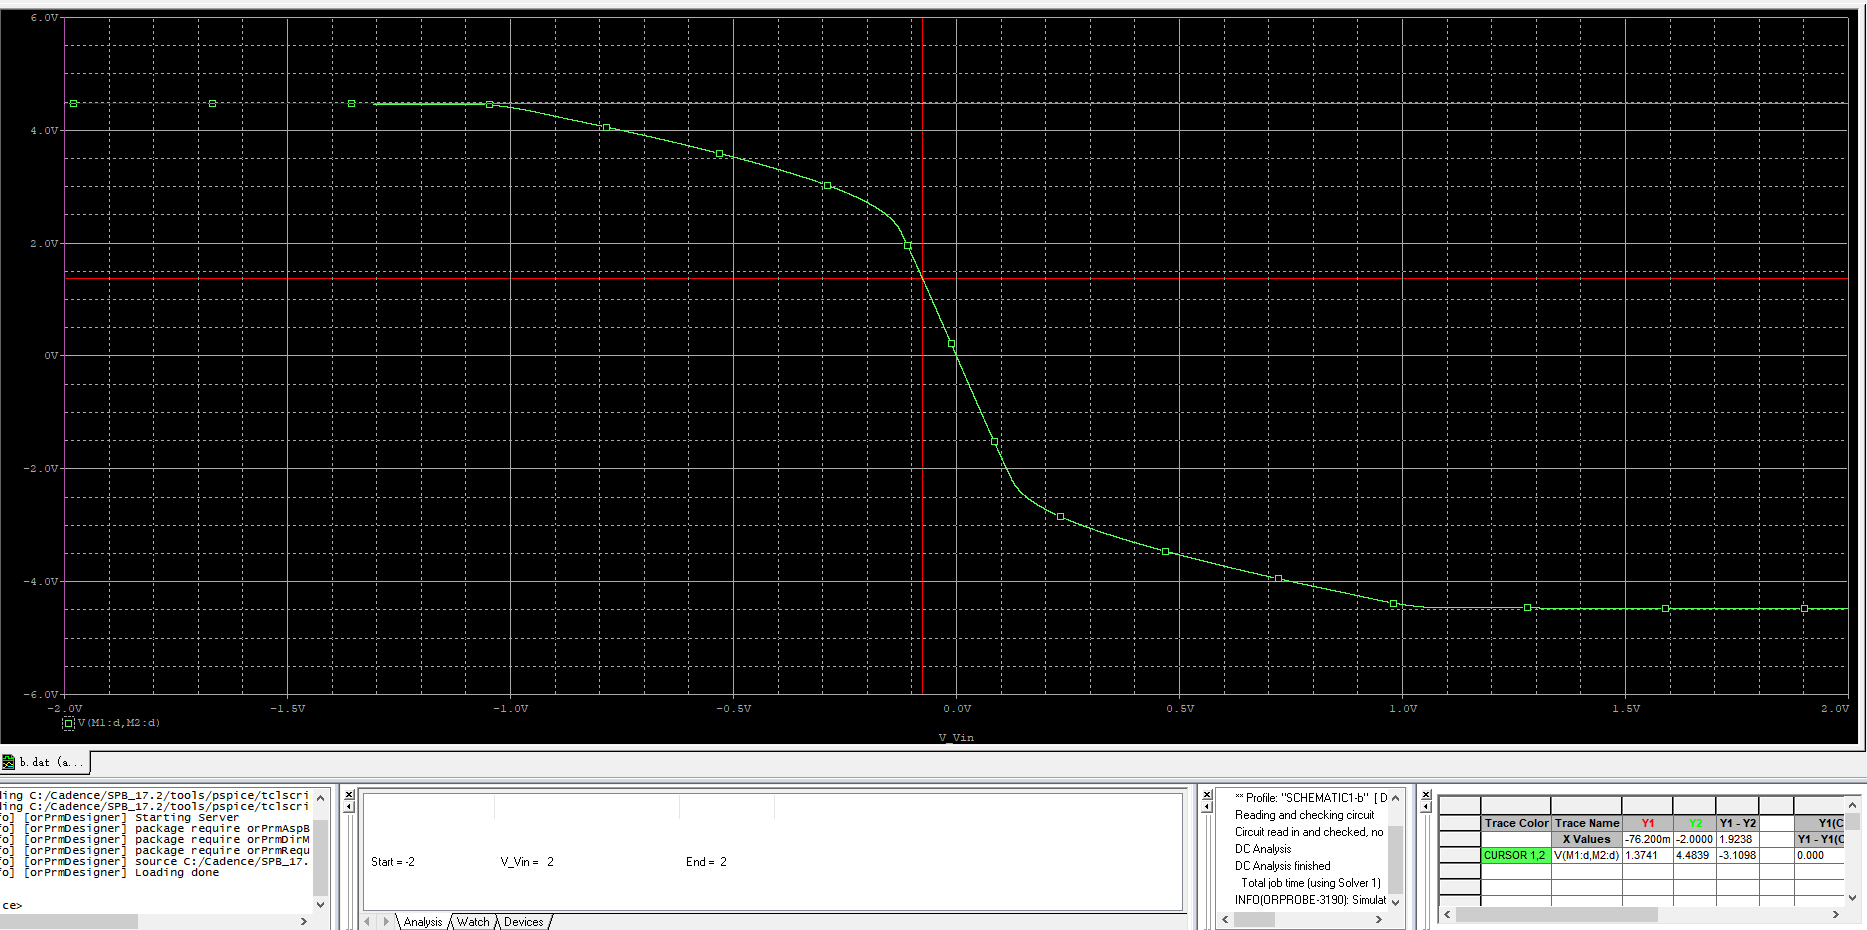 6.0V
4.0V
2.0V
0V
-2.0V
-4.0V
-6.0V
-2.0V -1.5V -1.0V -0.5V 0.0V 0.5V 1.0V 1.5V 2.0V
V(M1:d,M2:d)
V_Vin
b.dat (a...
ling C:/Cadence/SPB_17.2/tools/pspice/tclscri
ling C:/Cadence/SPB_17.2/tools/pspice/tclscri
fo] [orPrmDesigner] Starting Server
fo] [orPrmDesigner] package require orPrmAspB
fo] [orPrmDesigner] package require orPrmDirM
fo] [orPrmDesigner] package require orPrmRequ
fo] [orPrmDesigner] source C:/Cadence/SPB_17.
fo] [orPrmDesigner] Loading done
ce>
Start = -2 V_Vin = 2 End = 2
Analysis Watch Devices
** Profile: "SCHEMATIC1-b" [ D
Reading and checking circuit
Circuit read in and checked, no
DC Analysis
DC Analysis finished
Total job time (using Solver 1)
INFO(ORPROBE-3190): Simulat
Trace Color Trace Name Y1 Y2 Y1 - Y2 Y1(C
X Values -76.200m -2.0000 1.9238 Y1 - Y1(C
CURSOR 1,2 V(M1:d,M2:d) 1.3741 4.4839 -3.1098 0.000